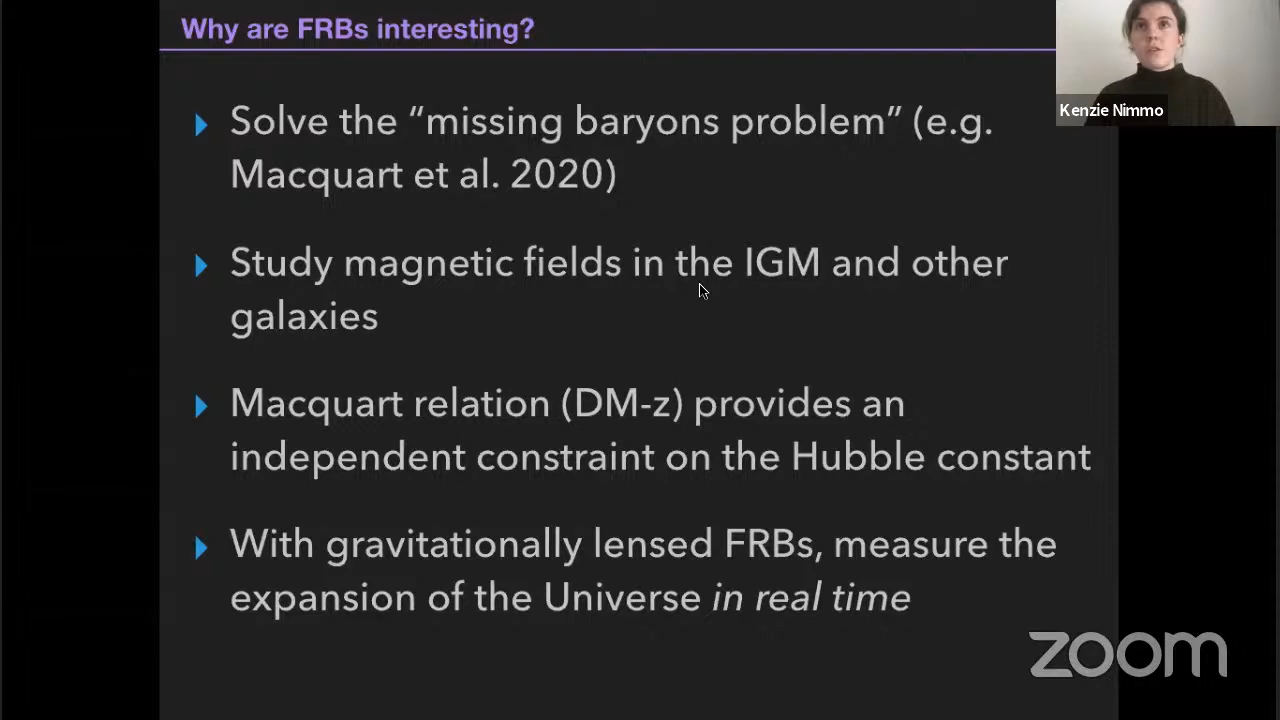 Why are FRBs interesting?
Kenzie Nimmo
Solve the “missing baryons problem” (e.g.
Macquart et al. 2020)
Study magnetic fields in the IGM and other
galaxies
Macquart relation (DM-z) provides an
independent constraint on the Hubble constant
With gravitationally lensed FRBs, measure the
expansion of the Universe in real time
zoom